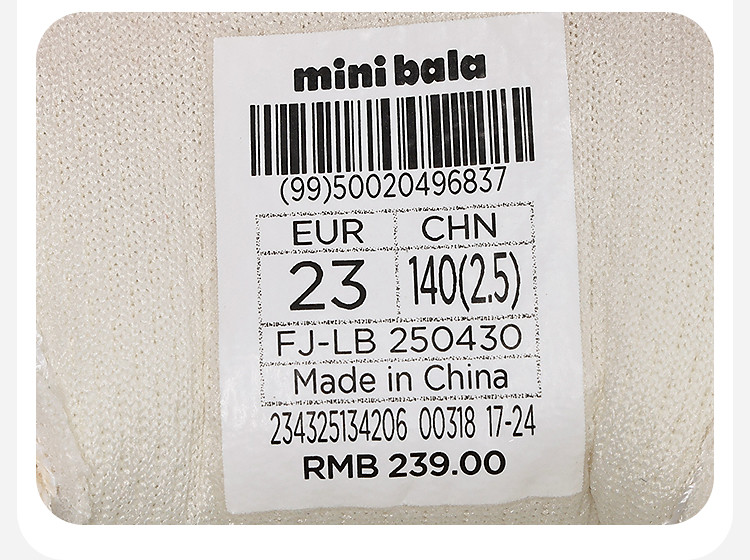 mini bala
(99)50020496837
EUR CHN
23 140(2.5)
FJ-LB 250430
Made in China
234325134206 00318 17-24
RMB 239.00